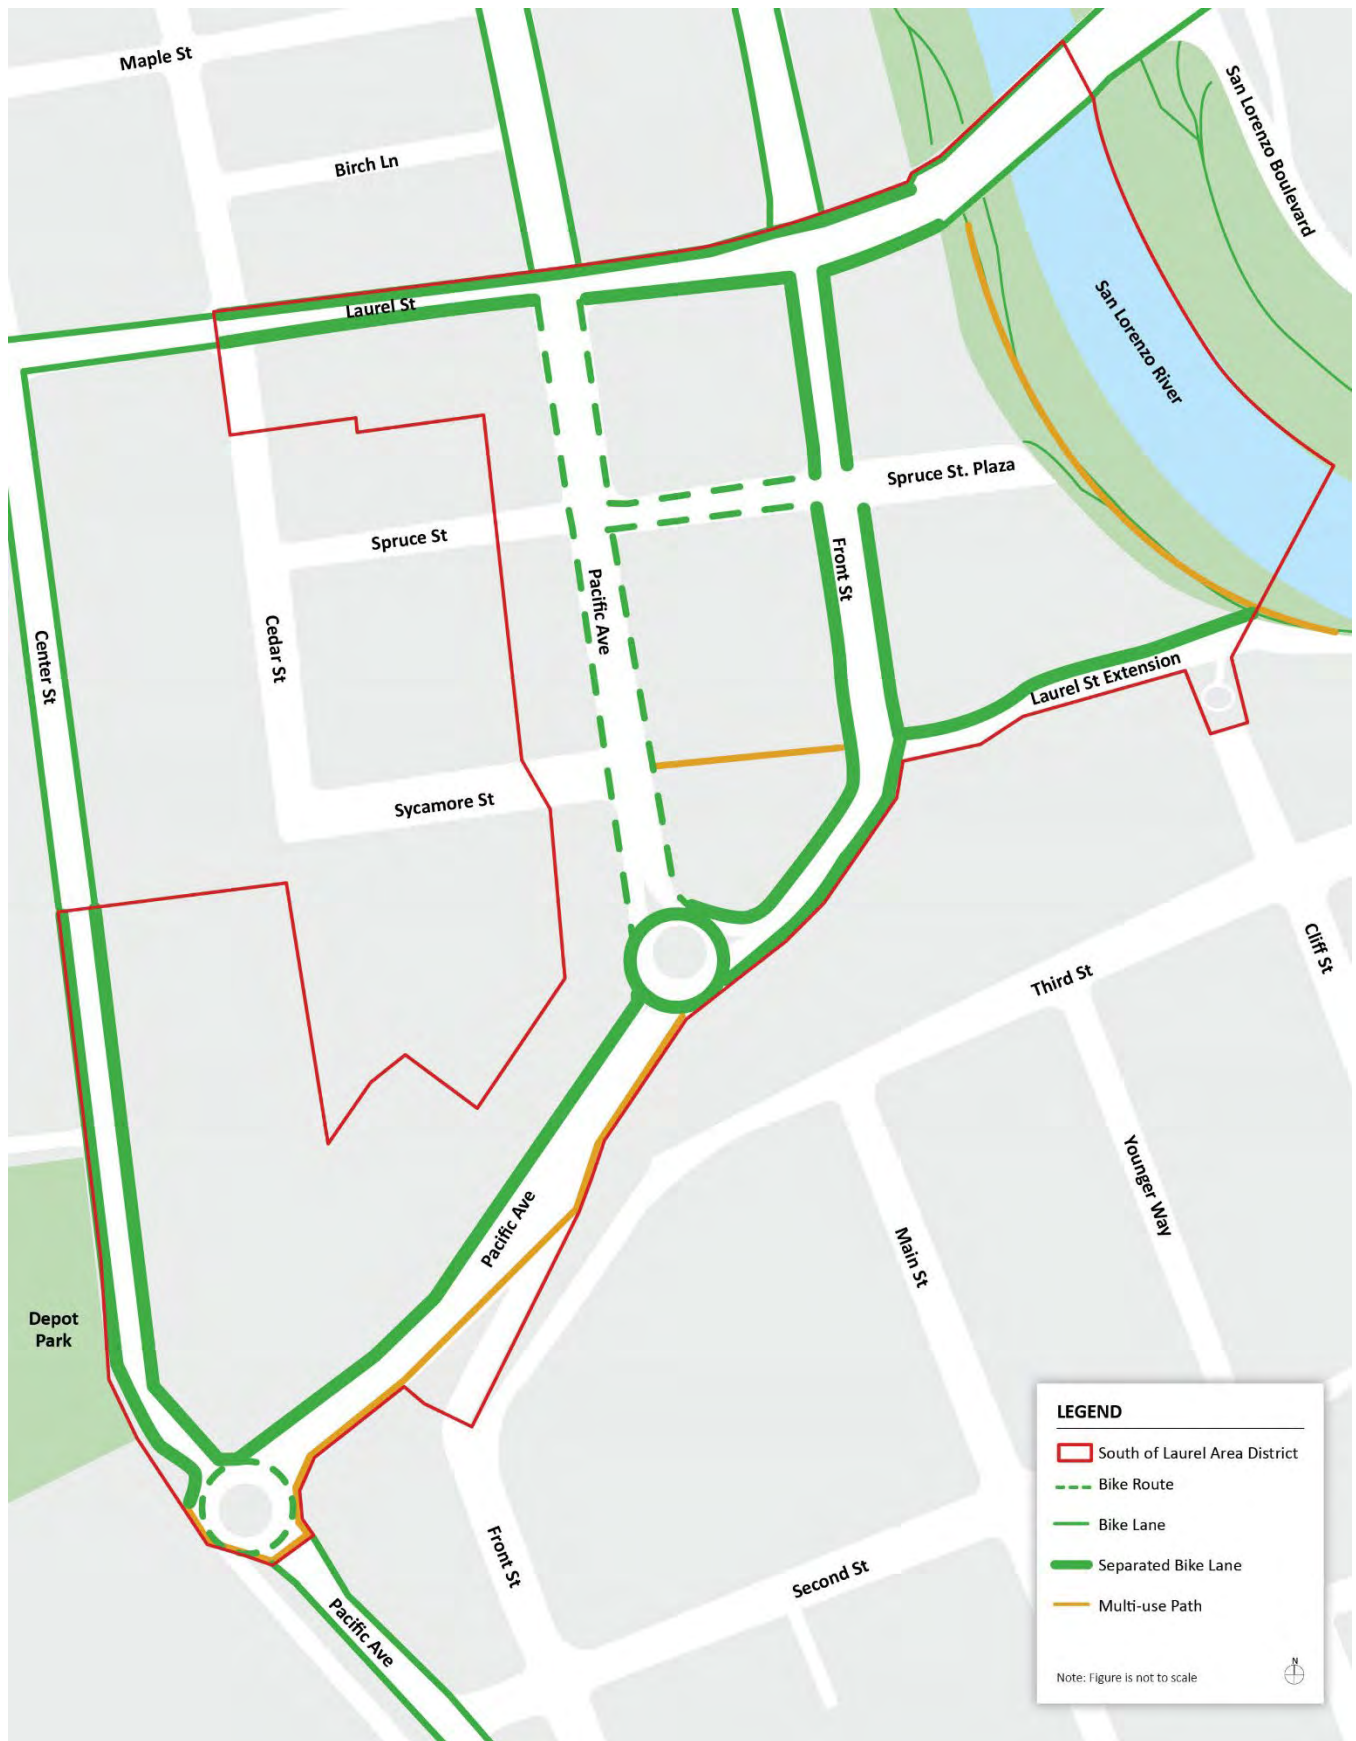 Maple St
Birch Ln
San Lorenzo Boulevard
Laurel St
San Lorenzo River
Spruce St. Plaza
Spruce St
Front St
Pacific Ave
Cedar St
Center St
Laurel St Extension
Sycamore St
Cliff St
Third St
Younger Way
Pacific Ave
Main St
Depot
Park
Front St
Second St
Pacific Ave
LEGEND
South of Laurel Area District
Bike Route
Bike Lane
Separated Bike Lane
Multi-use Path
N
Note: Figure is not to scale